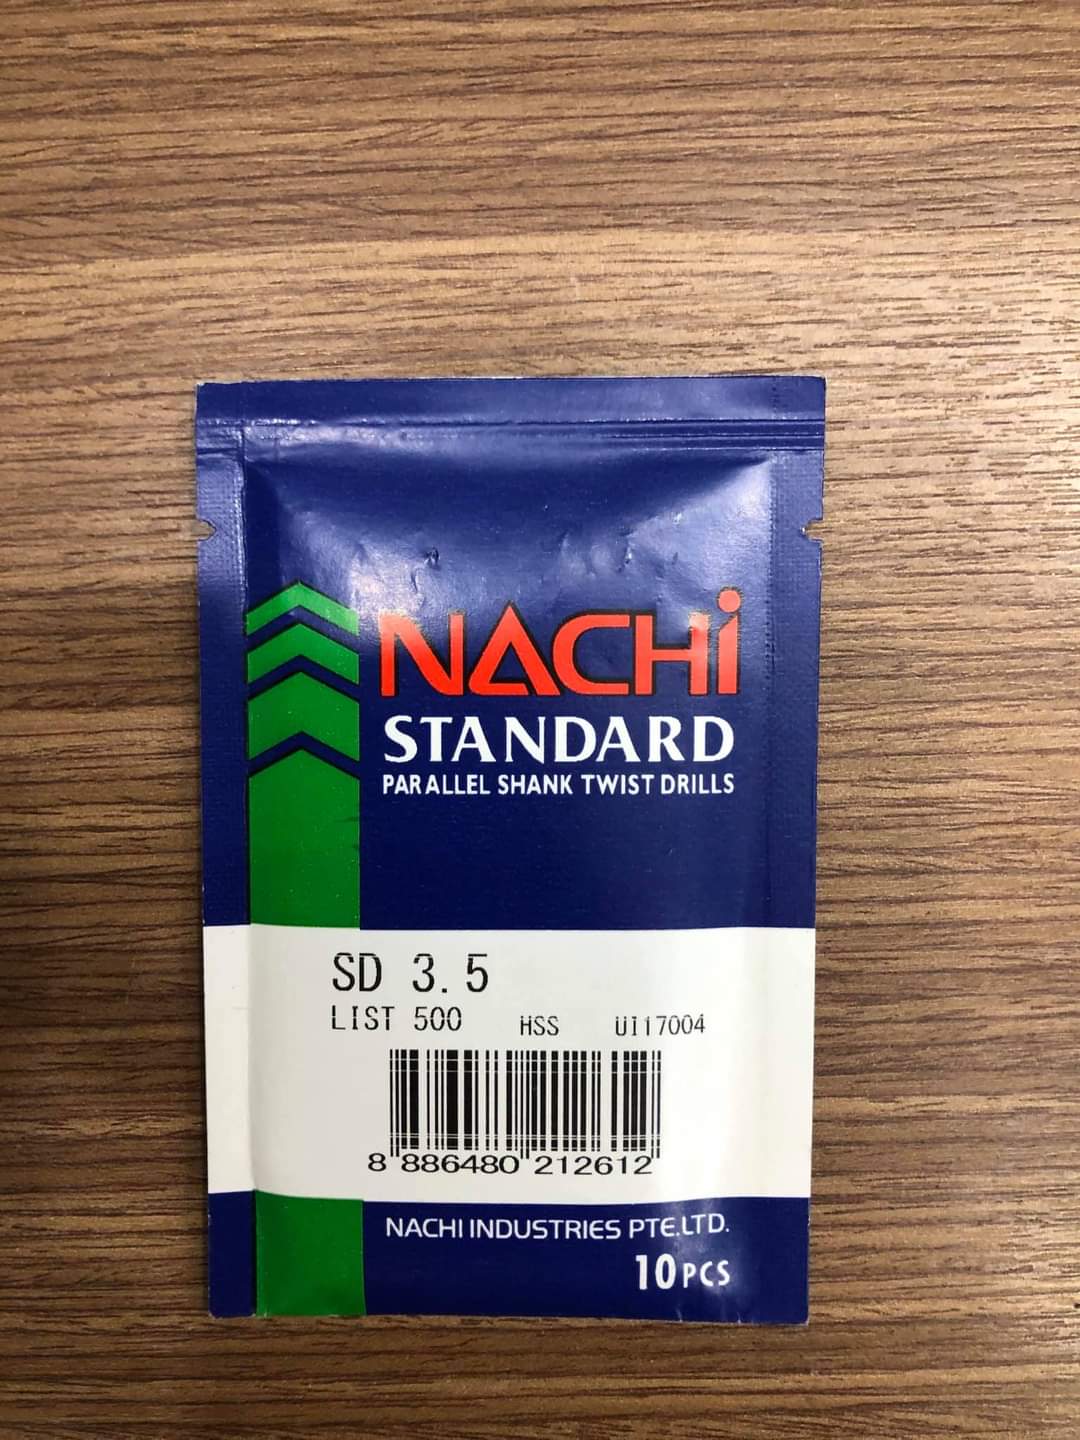 NACHi
STANDARD
PARALLEL SHANK TWIST DRILLS
SD 3.5
LIST 500 HSS UI17004
8 886480 212612
NACHI INDUSTRIES PTE.LTD.
10PCS